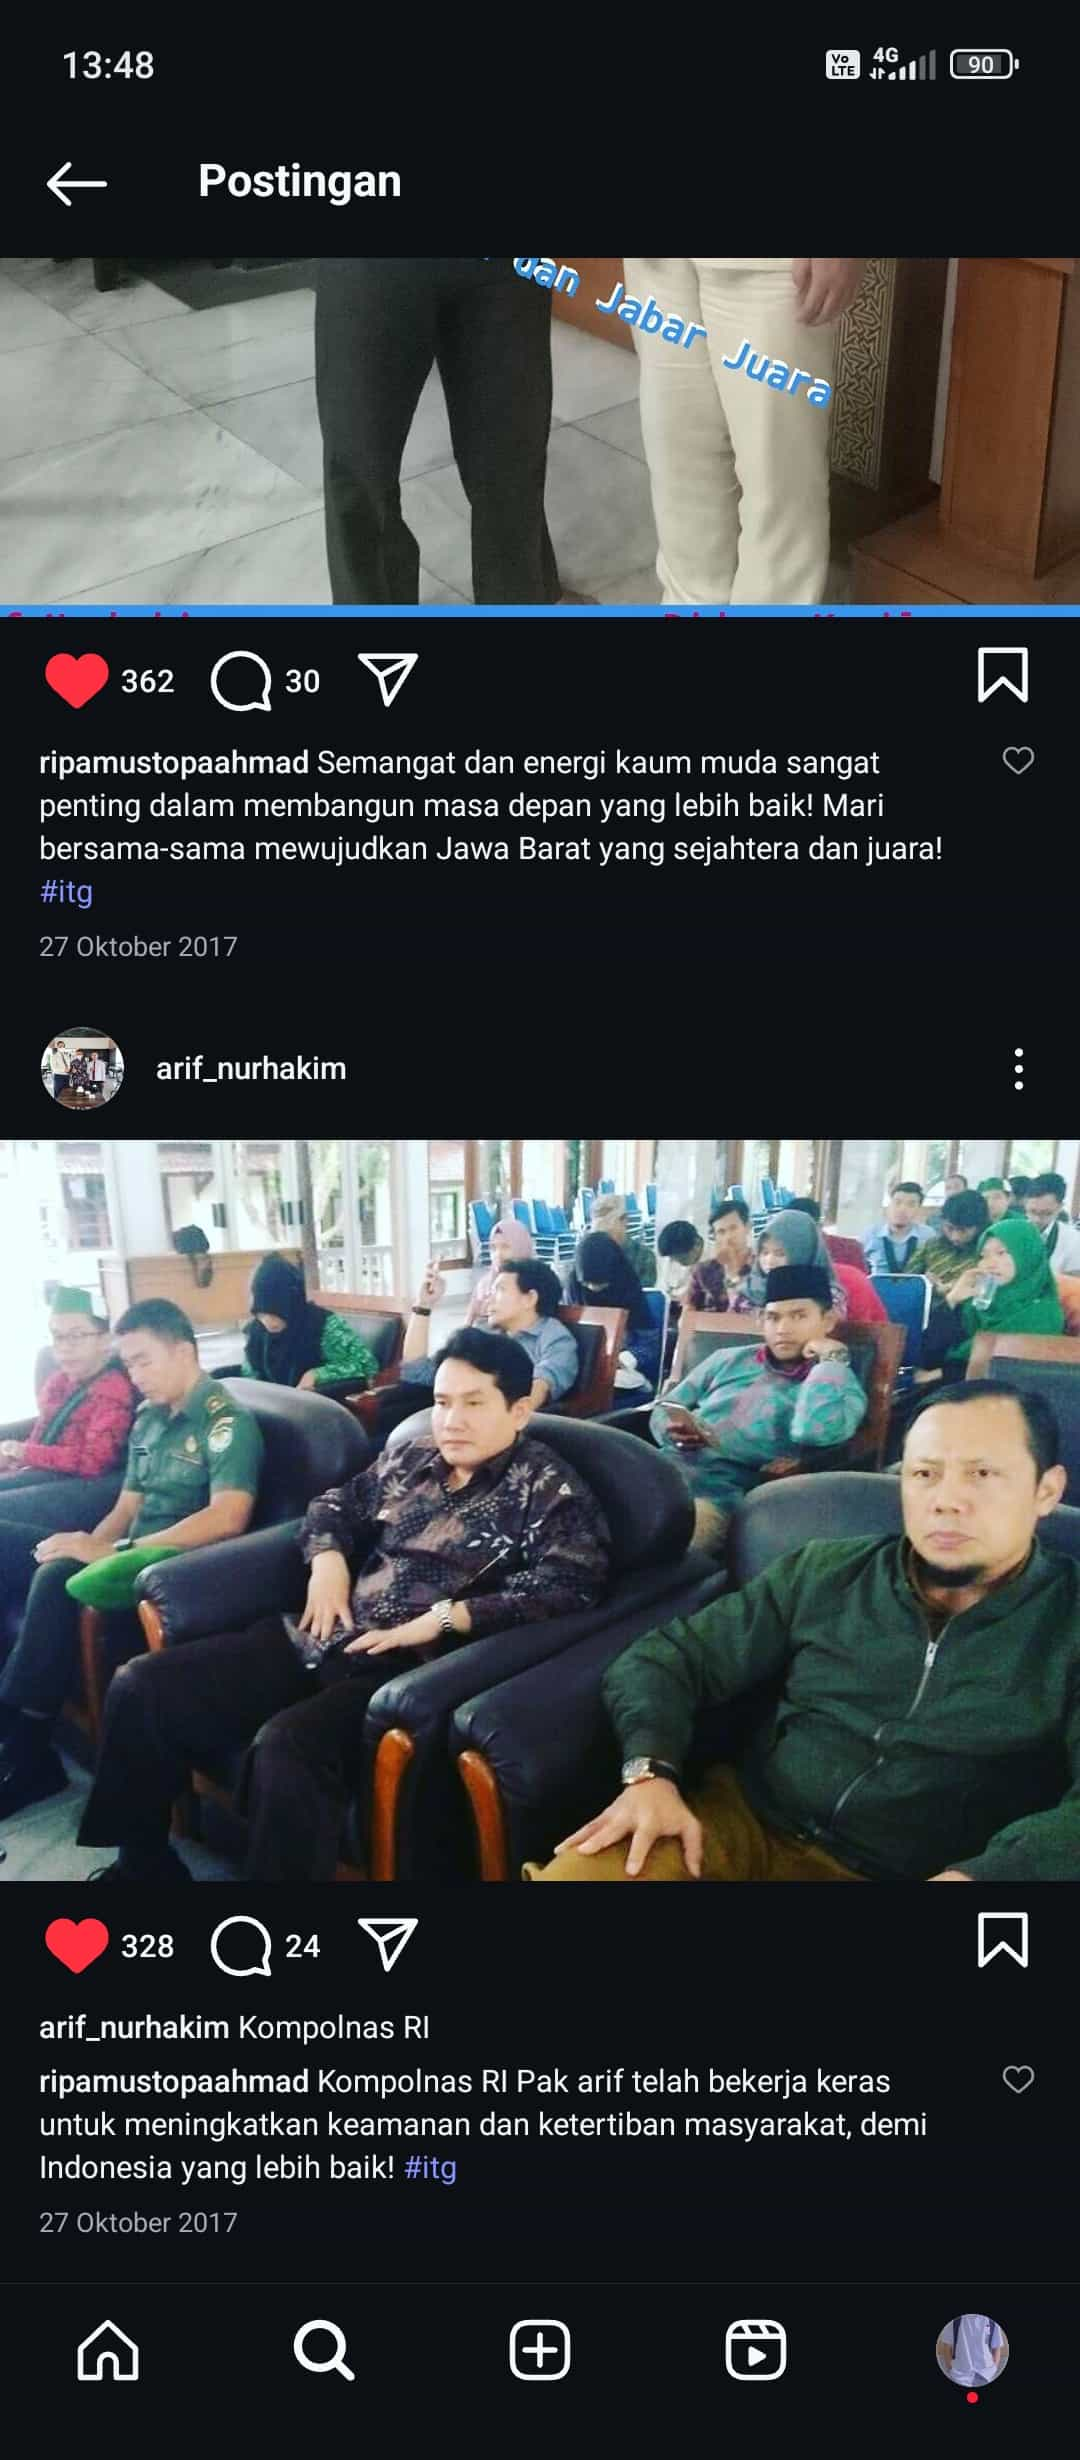 13:48
Vo LTE 4G 90
Postingan
dan Jabar Juara
362 30
ripamustopaahmad Semangat dan energi kaum muda sangat
penting dalam membangun masa depan yang lebih baik! Mari
bersama-sama mewujudkan Jawa Barat yang sejahtera dan juara!
#itg
27 Oktober 2017
arif_nurhakim
328 24
arif_nurhakim Kompolnas RI
ripamustopaahmad Kompolnas RI Pak arif telah bekerja keras
untuk meningkatkan keamanan dan ketertiban masyarakat, demi
Indonesia yang lebih baik! #itg
27 Oktober 2017